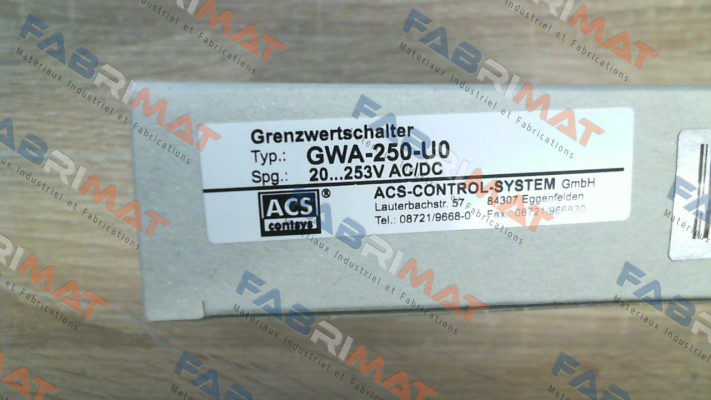 Grenzwertschalter
Typ.: GWA-250-U0
Spg.: 20...253V AC/DC
ACS-CONTROL-SYSTEM GmbH
Lauterbachstr. 57 84307 Eggenfelden
Tel.: 08721/9668-0 Fax 08721/966830
ACS ®
contsys
FABRIMAT
Materiaux Industriel et Fabrications